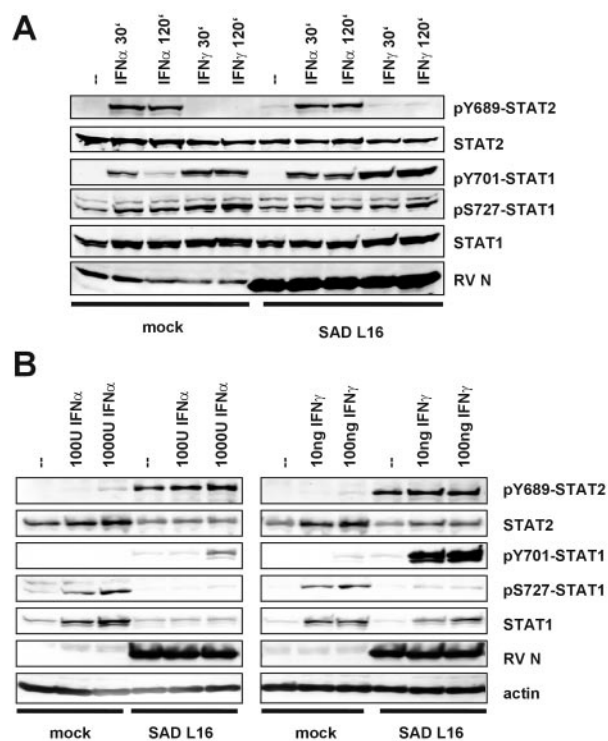 A
--
IFNα 30‘
IFNα 120‘
IFNγ 30‘
IFNγ 120‘
--
IFNα 30‘
IFNα 120‘
IFNγ 30‘
IFNγ 120‘
pY689-STAT2
STAT2
pY701-STAT1
pS727-STAT1
STAT1
RV N
mock
SAD L16
B
--
100U IFNα
1000U IFNα
--
100U IFNα
1000U IFNα
--
10ng IFNγ
100ng IFNγ
--
10ng IFNγ
100ng IFNγ
pY689-STAT2
STAT2
pY701-STAT1
pS727-STAT1
STAT1
RV N
actin
mock
SAD L16
mock
SAD L16